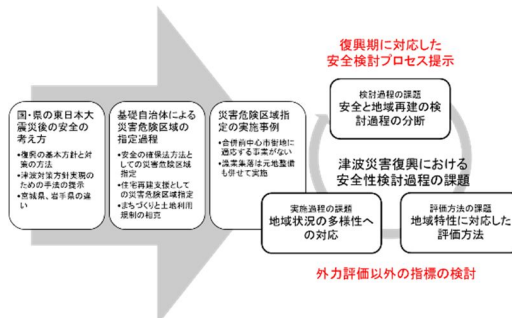 復興期に対応した
安全検討プロセス提示
検討過程の課題
安全と地域再建の検
討過程の分断
国・県の東日本大
震災後の安全の
考え方
•復興の基本方針と対
策の方法
•津波対策方針実現の
ための手法の提示
•宮城県、岩手県の違
い
基礎自治体による
災害危険区域の
指定過程
•安全の確保法方法と
しての災害危険区域
指定
•住宅再建支援としての
災害危険区域指定
•まちづくりと土地利用
規制の相克
災害危険区域指定
の実施事例
•合併前中心市街地に
適応する事業がない
•漁業集落は元地整備
も併せて実施
津波災害復興における
安全性検討過程の課題
実施過程の課題
地域状況の多様性へ
の対応
評価方法の課題
地域特性に対応した
評価方法
外力評価以外の指標の検討